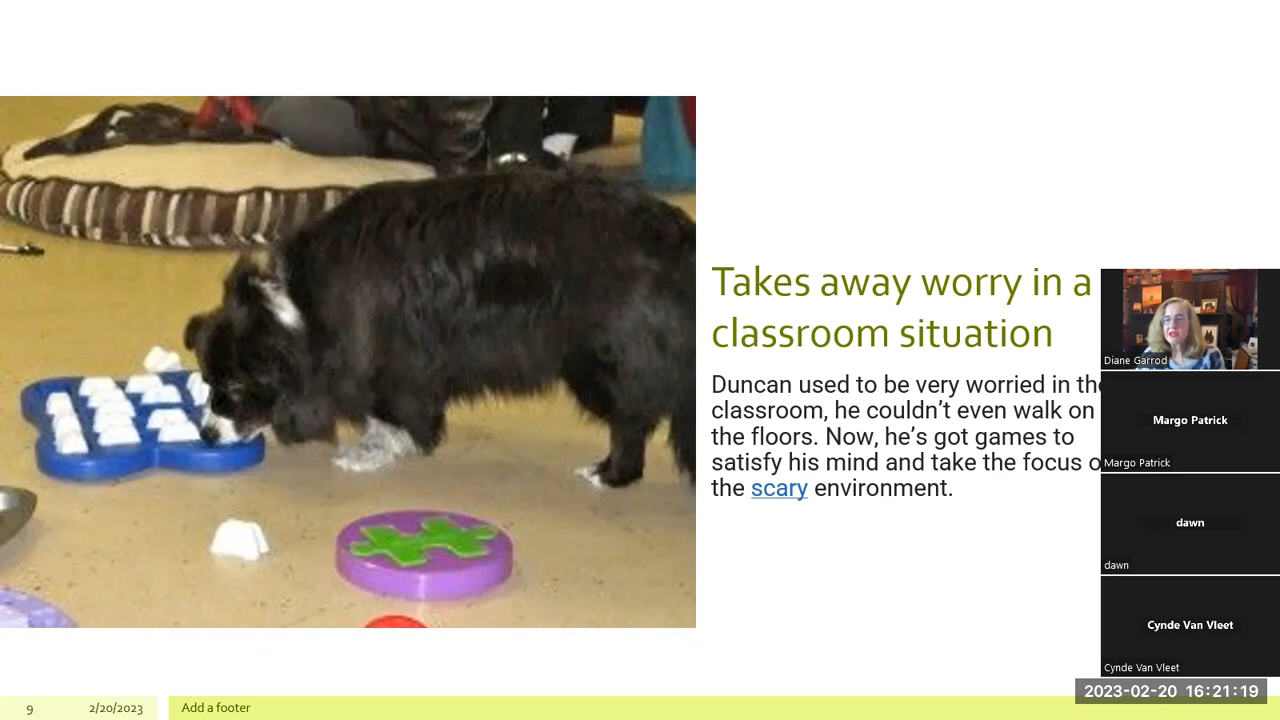 Takes away worry in a
classroom situation
Duncan used to be very worried in the
classroom, he couldn’t even walk on
the floors. Now, he’s got games to
satisfy his mind and take the focus o
the scary environment.
Diane Garrod
Margo Patrick
Margo Patrick
dawn
dawn
Cynde Van Vleet
Cynde Van Vleet
2023-02-20 16:21:19
9
2/20/2023
Add a footer